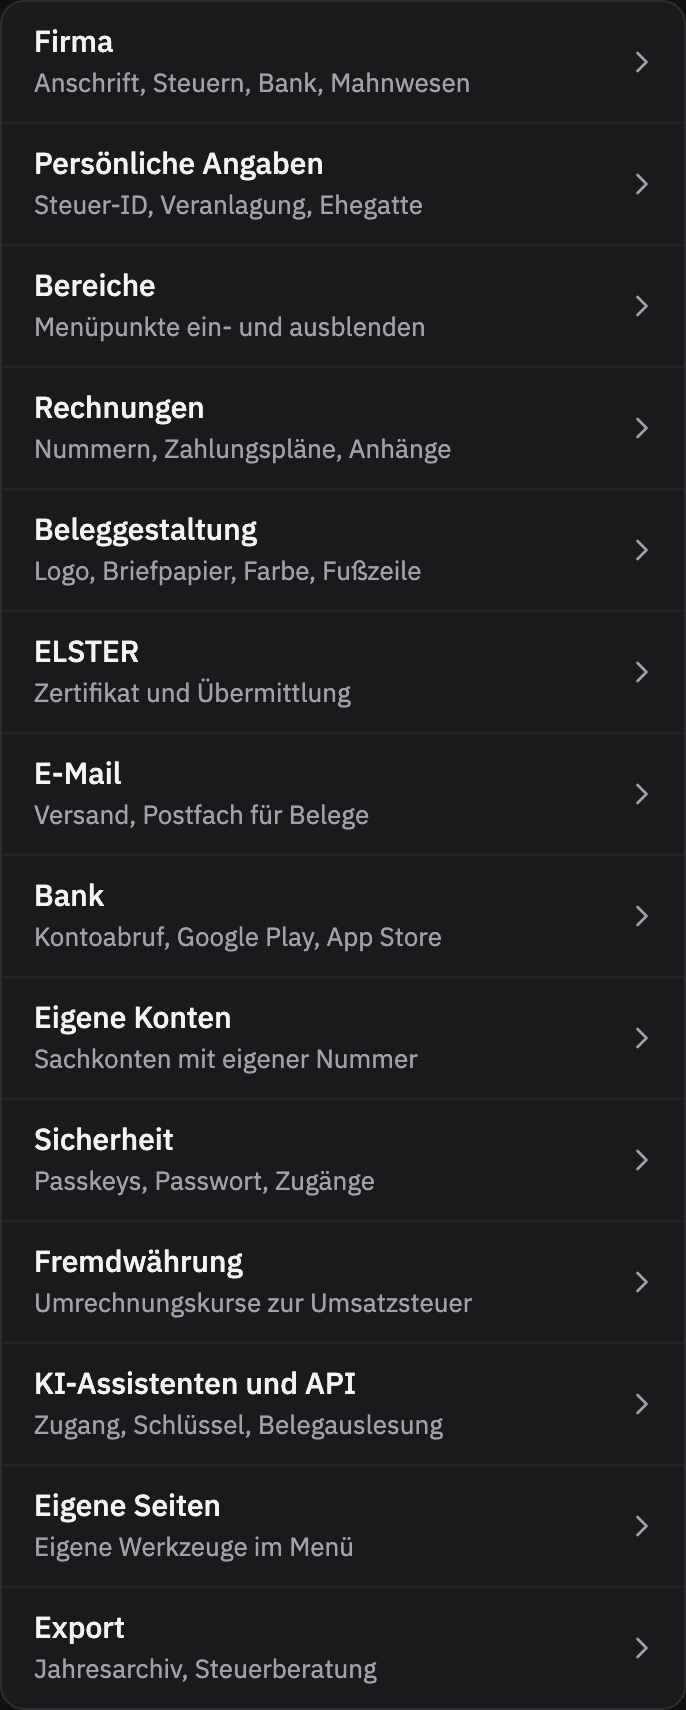 Firma
Anschrift, Steuern, Bank, Mahnwesen
Persönliche Angaben
Steuer-ID, Veranlagung, Ehegatte
Bereiche
Menüpunkte ein- und ausblenden
Rechnungen
Nummern, Zahlungspläne, Anhänge
Beleggestaltung
Logo, Briefpapier, Farbe, Fußzeile
ELSTER
Zertifikat und Übermittlung
E-Mail
Versand, Postfach für Belege
Bank
Kontoabruf, Google Play, App Store
Eigene Konten
Sachkonten mit eigener Nummer
Sicherheit
Passkeys, Passwort, Zugänge
Fremdwährung
Umrechnungskurse zur Umsatzsteuer
KI-Assistenten und API
Zugang, Schlüssel, Belegauslesung
Eigene Seiten
Eigene Werkzeuge im Menü
Export
Jahresarchiv, Steuerberatung